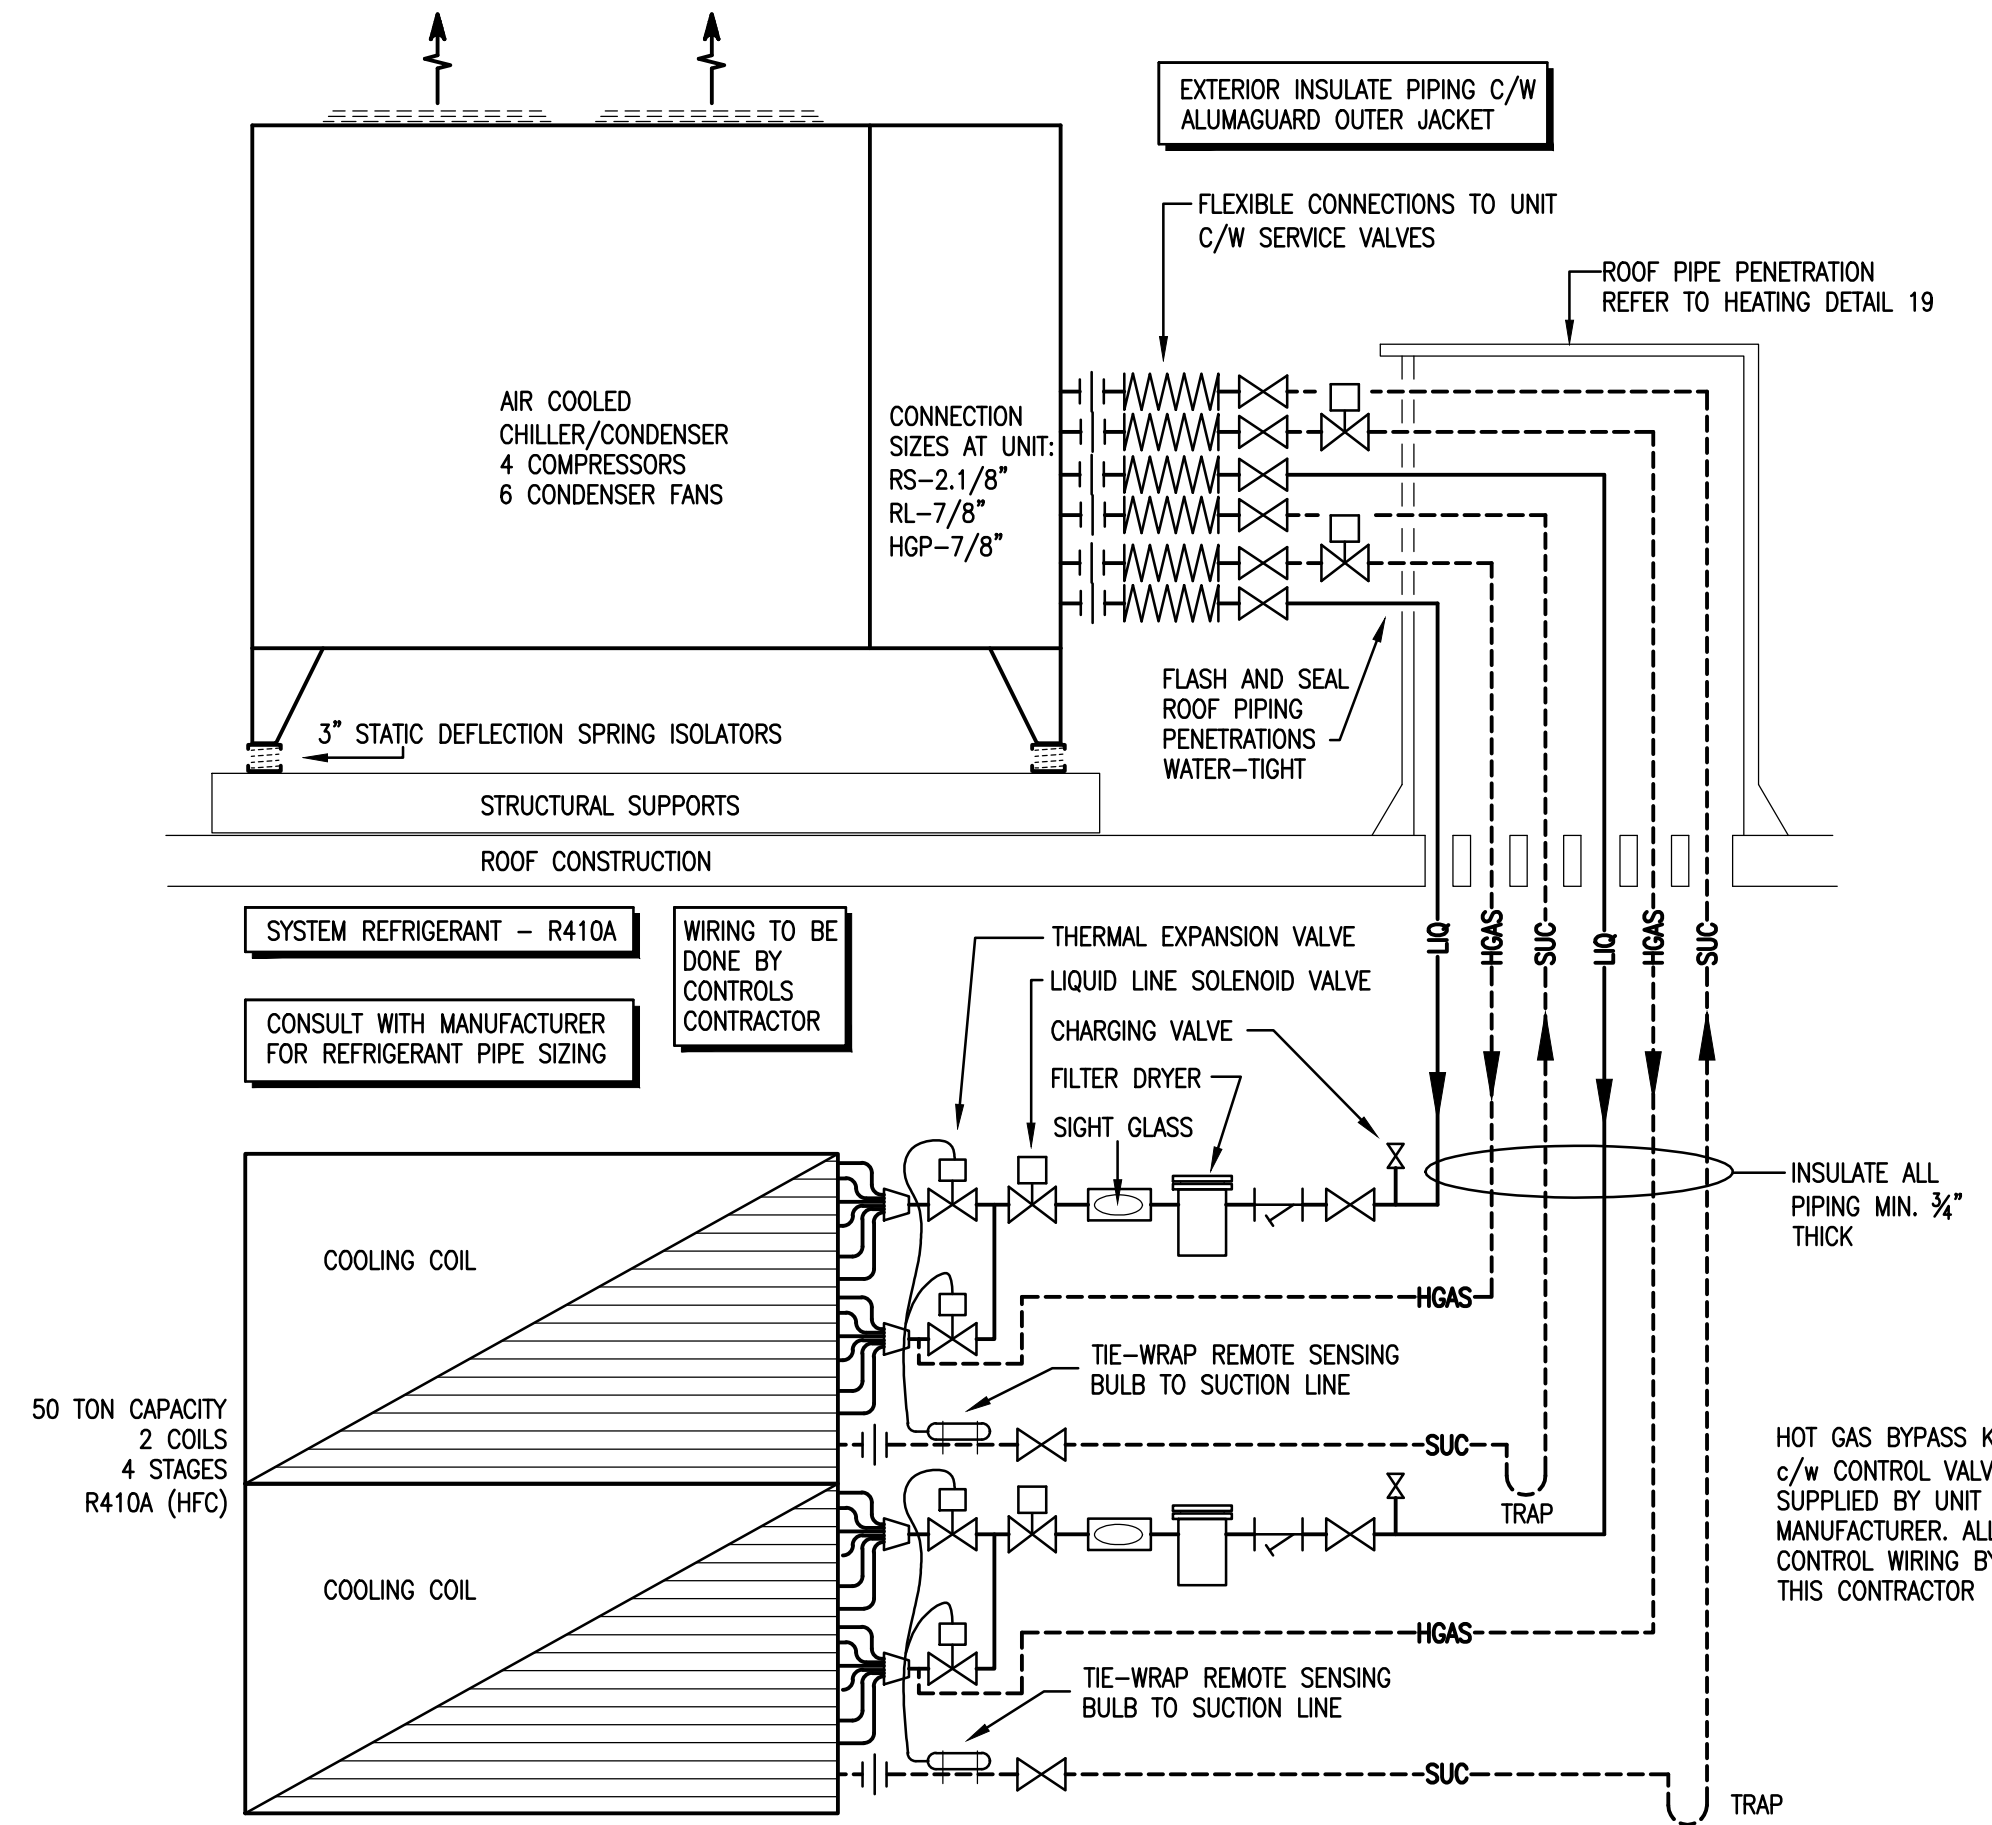 EXTERIOR INSULATE PIPING C/W
ALUMAGUARD OUTER JACKET
FLEXIBLE CONNECTIONS TO UNIT
C/W SERVICE VALVES
ROOF PIPE PENETRATION
REFER TO HEATING DETAIL 19
AIR COOLED
CHILLER/CONDENSER
4 COMPRESSORS
6 CONDENSER FANS
CONNECTION
SIZES AT UNIT:
RS-2.1/8"
RL-7/8"
HGP-7/8"
FLASH AND SEAL
ROOF PIPING
PENETRATIONS
WATER-TIGHT
3" STATIC DEFLECTION SPRING ISOLATORS
STRUCTURAL SUPPORTS
ROOF CONSTRUCTION
SYSTEM REFRIGERANT - R410A
CONSULT WITH MANUFACTURER
FOR REFRIGERANT PIPE SIZING
WIRING TO BE
DONE BY
CONTROLS
CONTRACTOR
THERMAL EXPANSION VALVE
LIQUID LINE SOLENOID VALVE
CHARGING VALVE
FILTER DRYER
SIGHT GLASS
LIQ
HGAS
SUC
LIQ
HGAS
SUC
INSULATE ALL
PIPING MIN. ¾"
THICK
COOLING COIL
HGAS
TIE-WRAP REMOTE SENSING
BULB TO SUCTION LINE
SUC
TRAP
50 TON CAPACITY
2 COILS
4 STAGES
R410A (HFC)
HOT GAS BYPASS K
c/w CONTROL VALV
SUPPLIED BY UNIT
MANUFACTURER. ALL
CONTROL WIRING BY
THIS CONTRACTOR
COOLING COIL
HGAS
TIE-WRAP REMOTE SENSING
BULB TO SUCTION LINE
SUC
TRAP